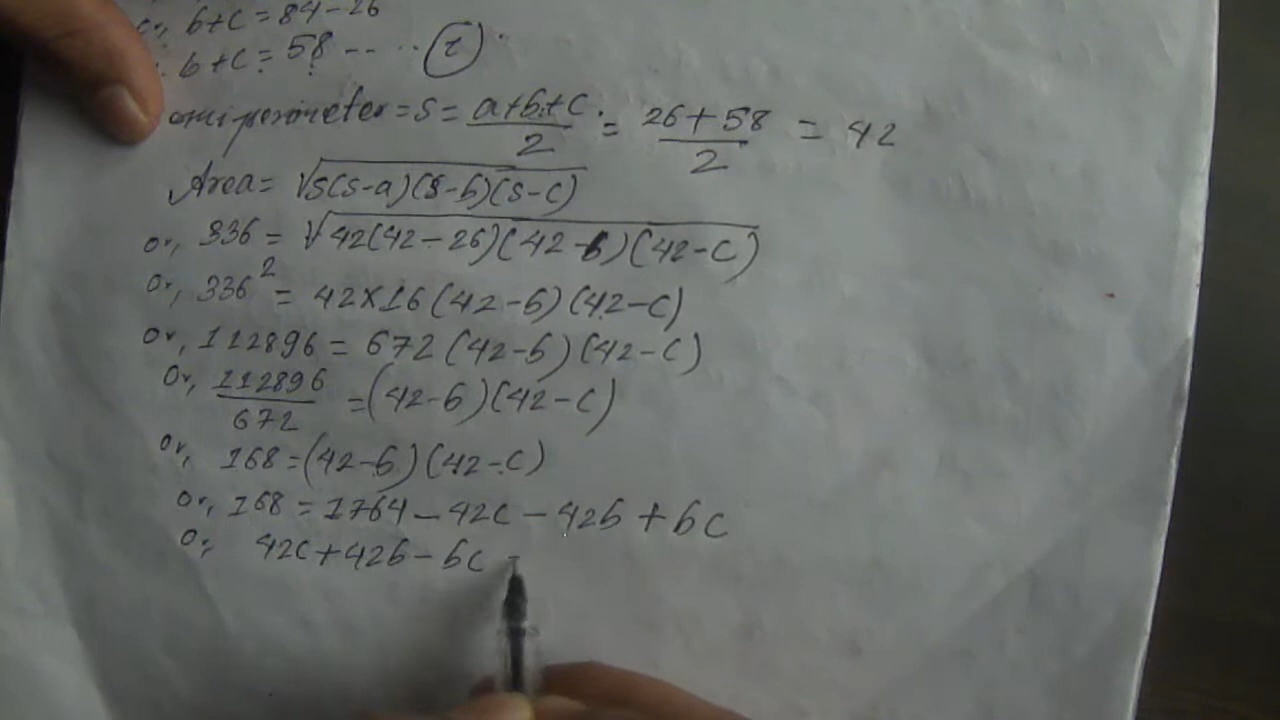 b+c = 84-26
b+c = 58 -- .. (i)
perimeter = s = a+b+c / 2 = 26+58 / 2 = 42
Area = √s(s-a)(s-b)(s-c)
or, 336 = √42(42-26)(42-b)(42-c)
or, 336² = 42×16(42-b)(42-c)
or, 112896 = 672(42-b)(42-c)
or, 112896 / 672 = (42-b)(42-c)
or, 168 = (42-b)(42-c)
or, 168 = 1764 - 42c - 42b + bc
or, 42c + 42b - bc =